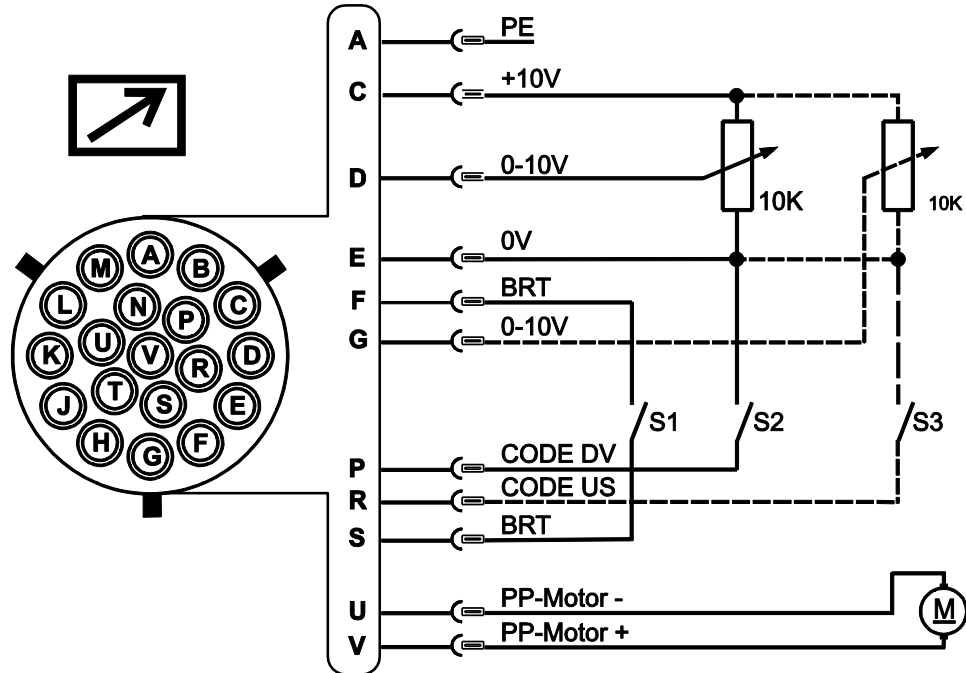 A PE
C +10V
D 0-10V
10K
10K
E 0V
F BRT
G 0-10V
S1 S2 S3
P CODE DV
R CODE US
S BRT
U PP-Motor -
V PP-Motor +
M
A
M B
L N P C
K U V R D
J T S E
H G F